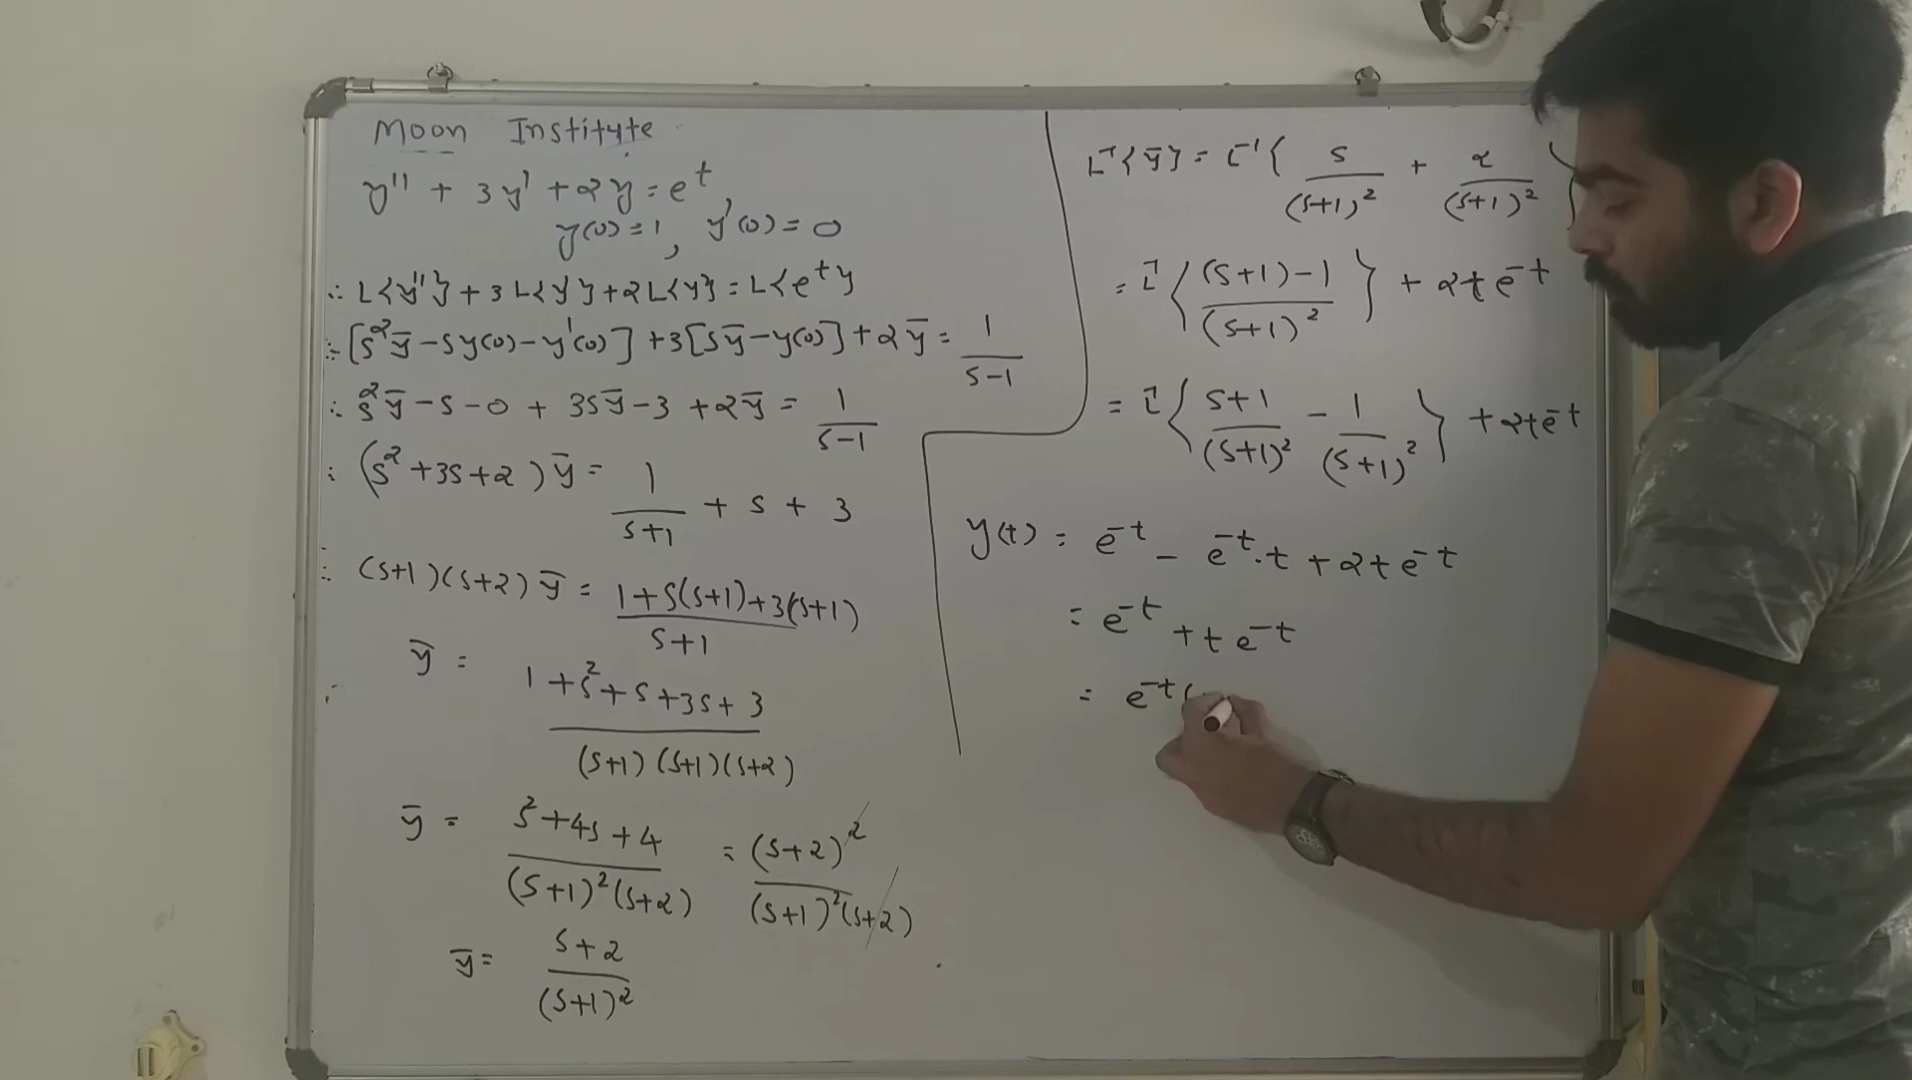 Moon Institute
y'' + 3y' + 2y = e^t
y(0) = 1, y'(0) = 0
∴ L{y''} + 3L{y'} + 2L{y} = L{e^t}
∴ [s²ȳ - sy(0) - y'(0)] + 3[sȳ - y(0)] + 2ȳ = 1/(s-1)
∴ s²ȳ - s - 0 + 3sȳ - 3 + 2ȳ = 1/(s-1)
∴ (s² + 3s + 2)ȳ = 1/(s+1) + s + 3
∴ (s+1)(s+2)ȳ = (1 + s(s+1) + 3(s+1))/(s+1)
∴ ȳ = (1 + s² + s + 3s + 3)/((s+1)(s+1)(s+2))
ȳ = (s² + 4s + 4)/((s+1)²(s+2)) = (s+2)²/((s+1)²(s+2))
ȳ = (s+2)/(s+1)²
L⁻¹{ȳ} = L⁻¹{s/(s+1)² + 2/(s+1)²}
= L⁻¹{((s+1)-1)/(s+1)²} + 2te^-t
= L⁻¹{(s+1)/(s+1)² - 1/(s+1)²} + 2te^-t
y(t) = e^-t - e^-t·t + 2te^-t
= e^-t + te^-t
= e^-t(